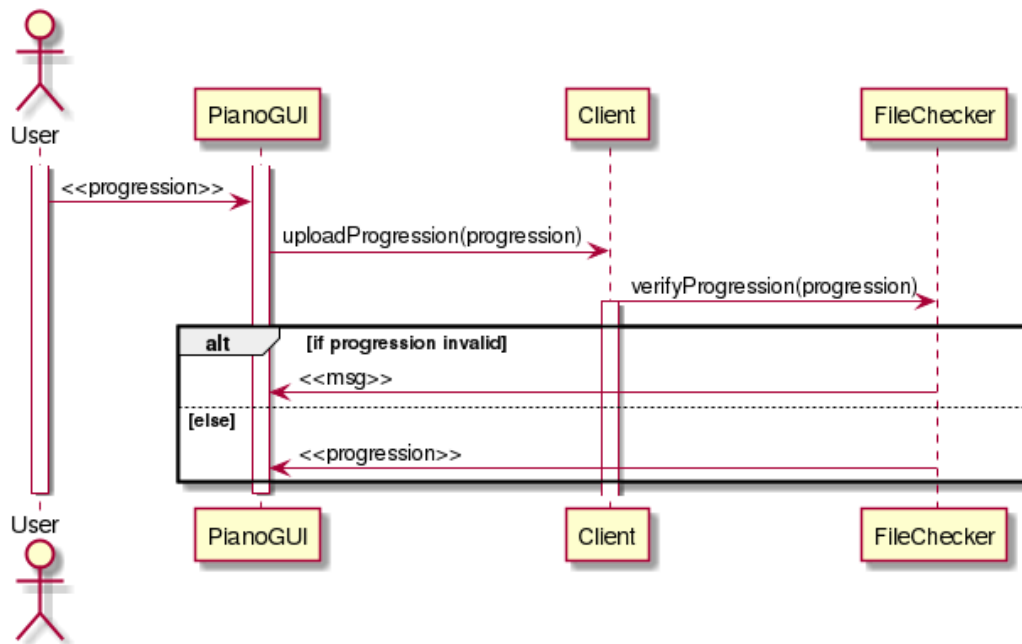 User
PianoGUI
Client
FileChecker
<<progression>>
uploadProgression(progression)
verifyProgression(progression)
alt
[if progression invalid]
<<msg>>
[else]
<<progression>>
User
PianoGUI
Client
FileChecker